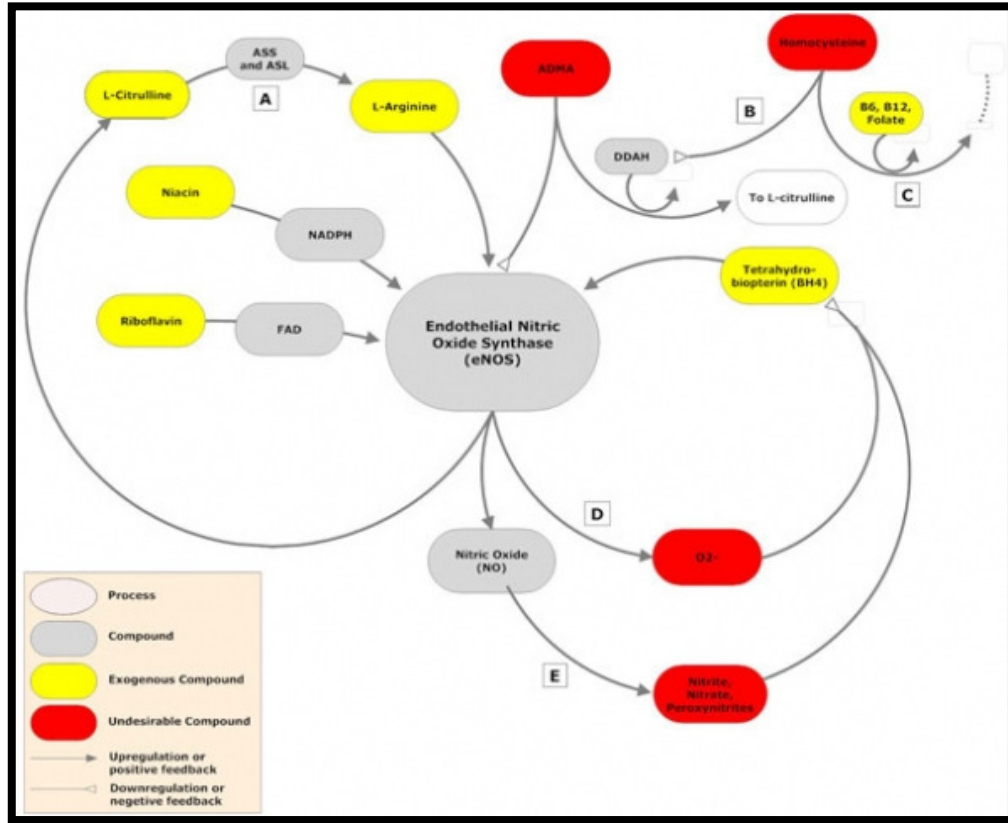 ASS
and ASL
A
L-Citrulline
L-Arginine
ADMA
Homocysteine
B
B6, B12,
Folate
C
DDAH
To L-citrulline
Niacin
NADPH
Riboflavin
FAD
Endothelial Nitric
Oxide Synthase
(eNOS)
Tetrahydro-
biopterin (BH4)
D
Nitric Oxide
(NO)
O2-
E
Nitrite,
Nitrate,
Peroxynitrites
Process
Compound
Exogenous Compound
Undesirable Compound
Upregulation or
positive feedback
Downregulation or
negetive feedback